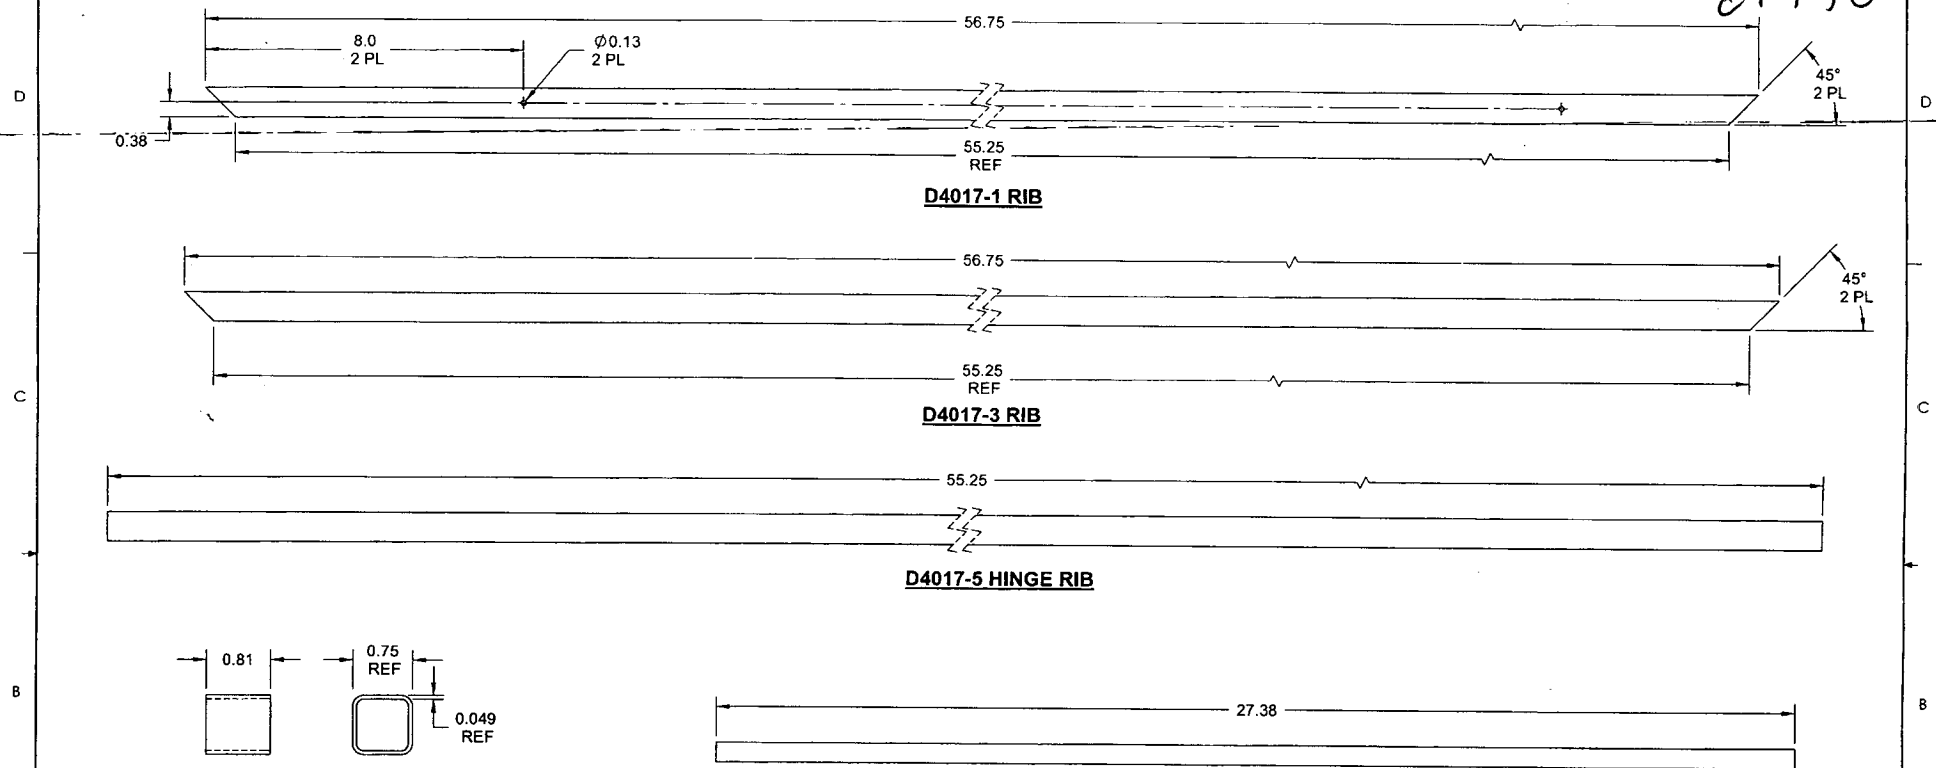 56.75
8.0
2 PL
Ø0.13
2 PL
45°
2 PL
D
D
0.38
55.25
REF
D4017-1 RIB
56.75
45°
2 PL
55.25
REF
C
C
D4017-3 RIB
55.25
D4017-5 HINGE RIB
0.81
0.75
REF
B
B
0.049
REF
27.38